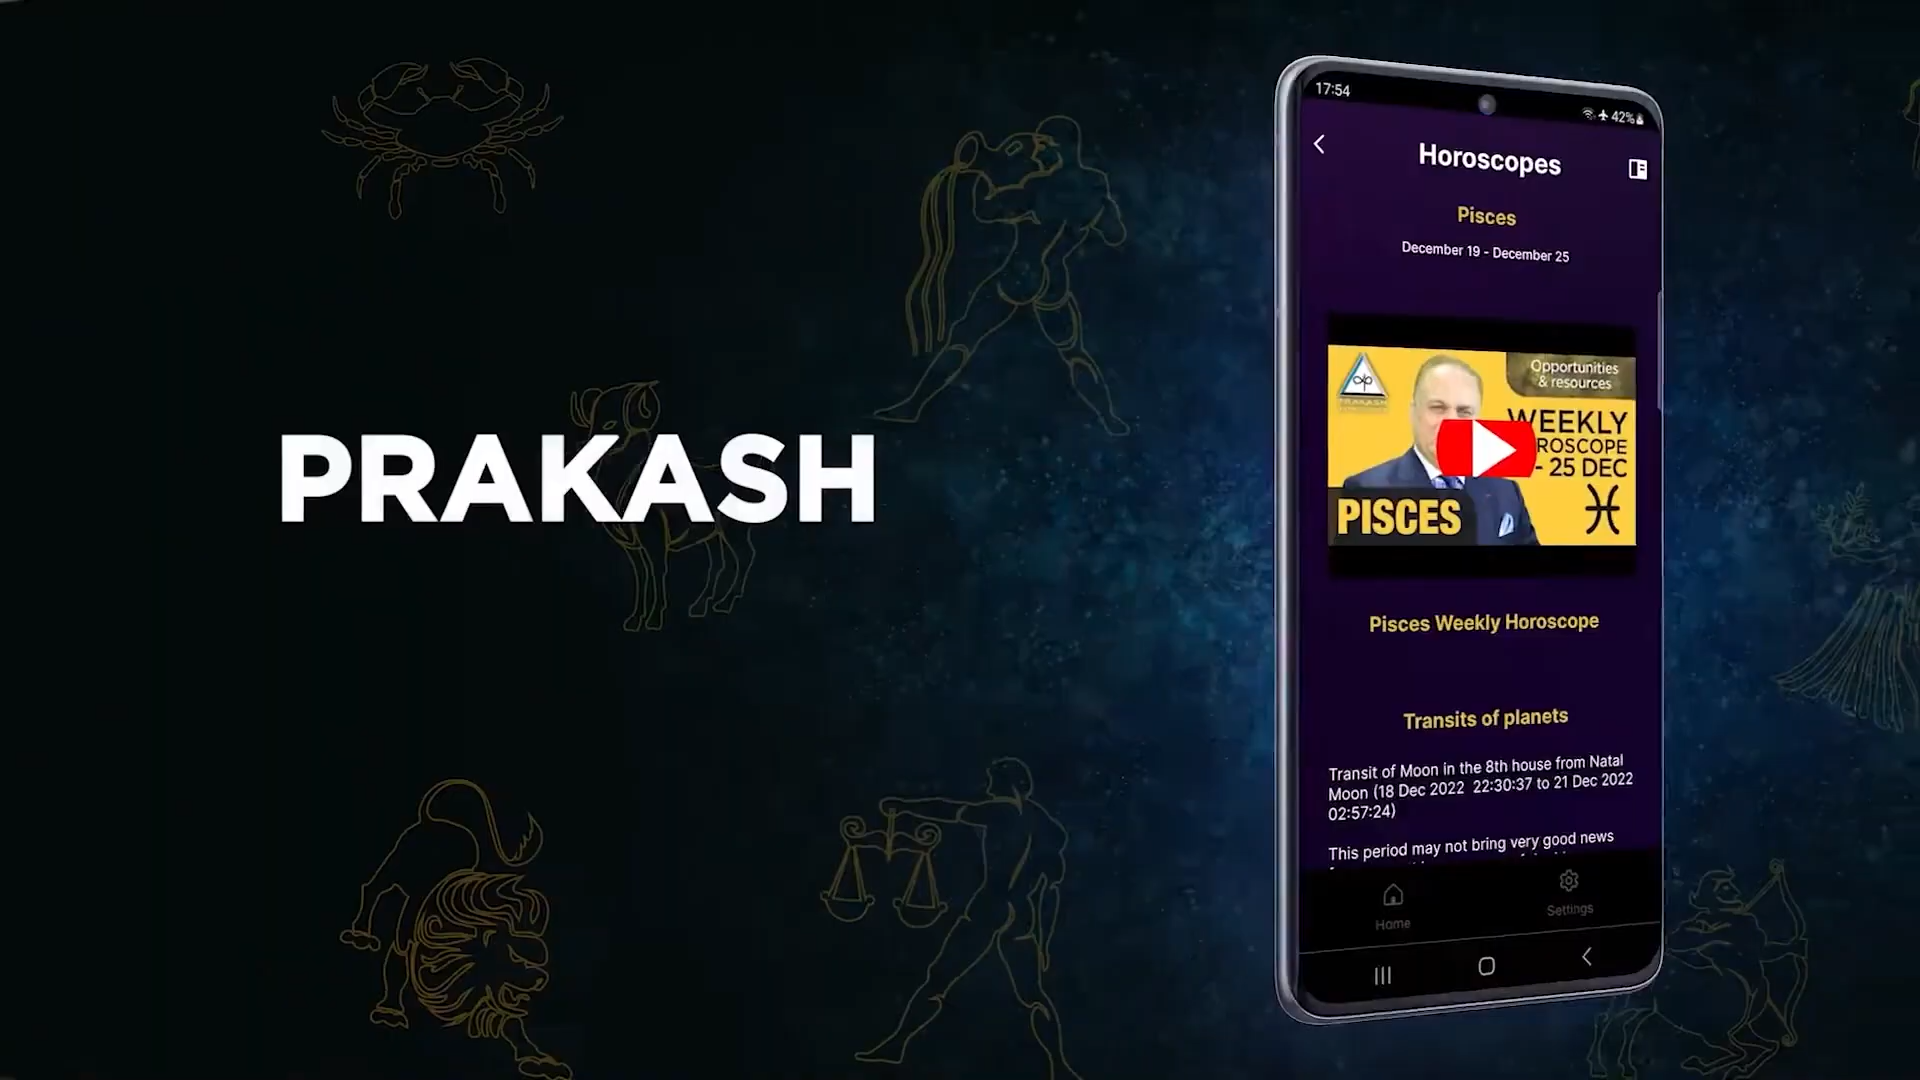 PRAKASH
17:54
42%
Horoscopes
Pisces
December 19 - December 25
PRAKASH
Opportunities
& resources
WEEKLY
ROSCOPE
- 25 DEC
PISCES
Pisces Weekly Horoscope
Transits of planets
Transit of Moon in the 8th house from Natal
Moon (18 Dec 2022 22:30:37 to 21 Dec 2022
02:57:24)
This period may not bring very good news
Home
Settings